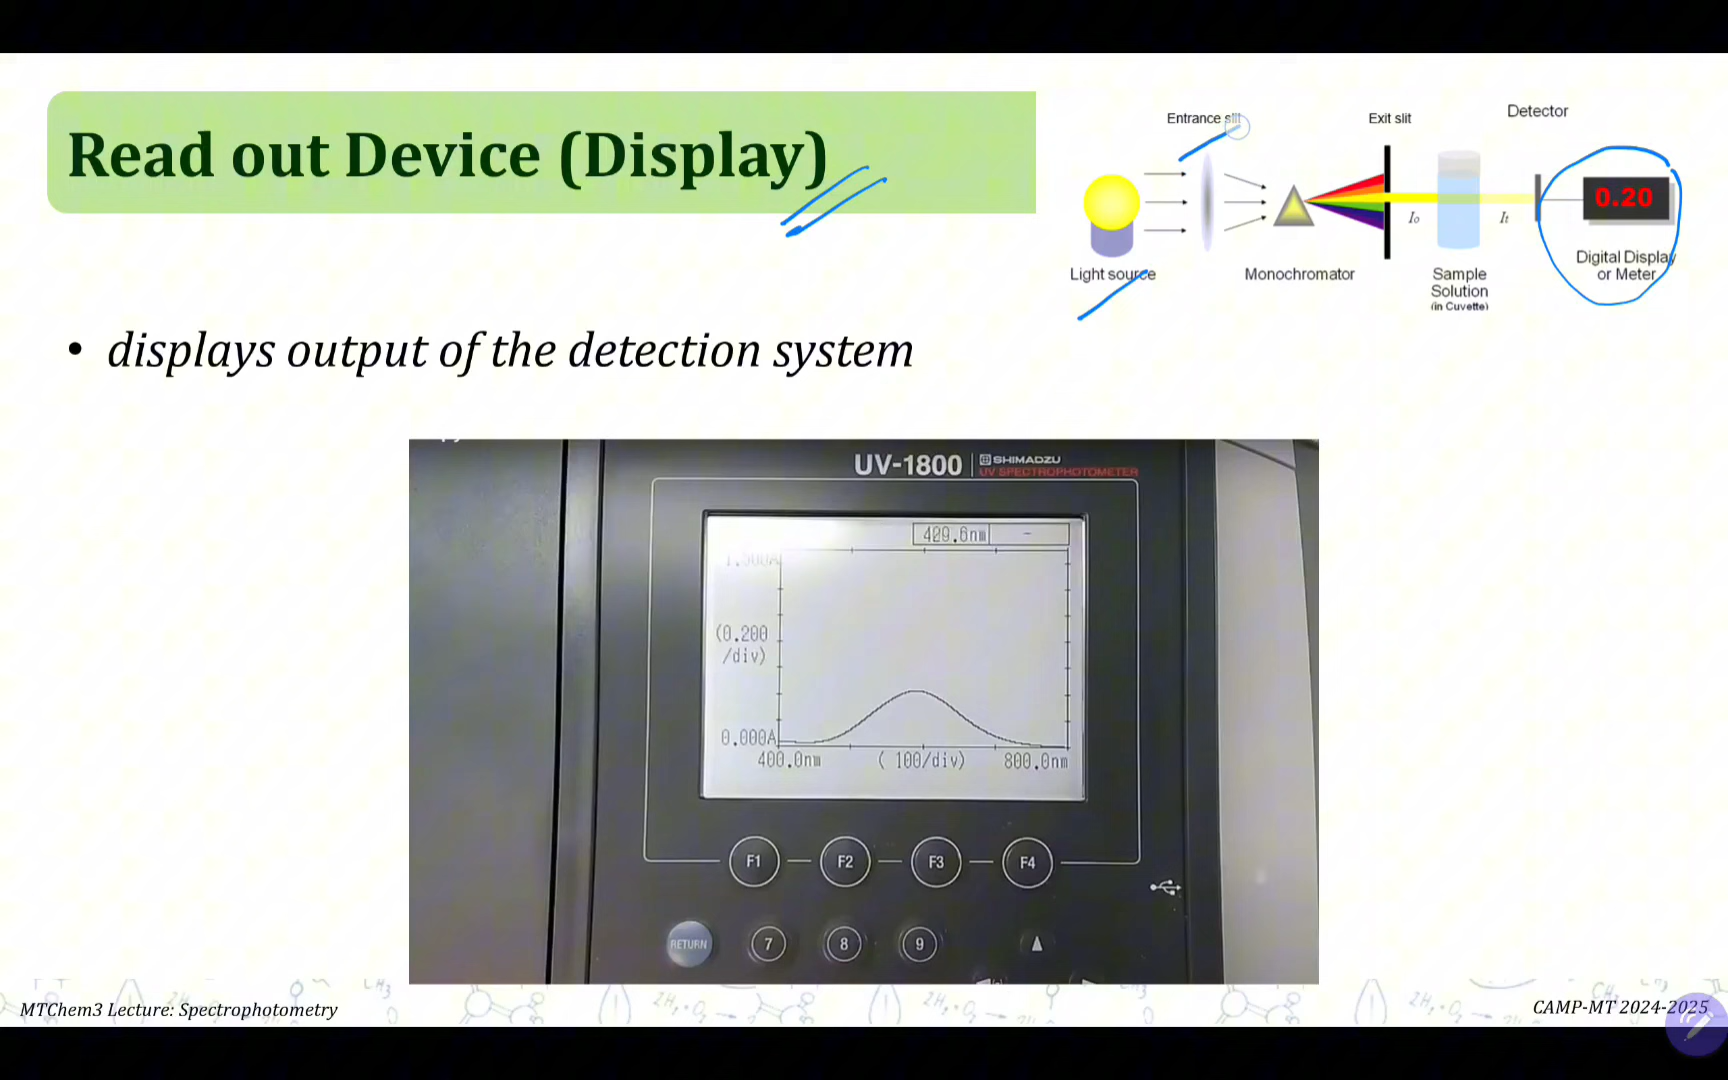 Read out Device (Display)
Entrance slit
Exit slit
Detector
0.20
Io
It
Light source
Monochromator
Sample
Solution
(in Cuvette)
Digital Display
or Meter
• displays output of the detection system
UV-1800 SHIMADZU
UV SPECTROPHOTOMETER
429.6nm -
(0.200
/div)
0.000A
400.0nm ( 100/div) 800.0nm
F1 F2 F3 F4
RETURN 7 8 9
MTChem3 Lecture: Spectrophotometry
CAMP-MT 2024-2025